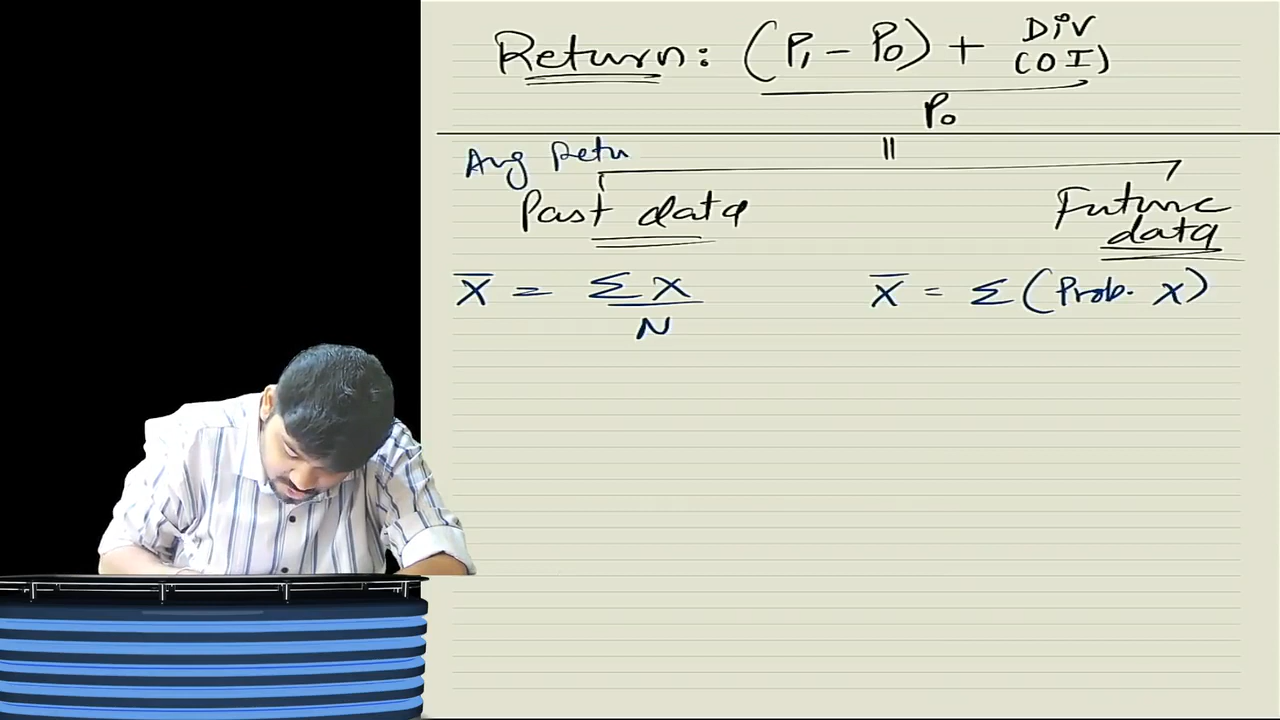 Return: (P₁ - P₀) + Div
(OI)
P₀
Avg Retu
Past data
Future
data
X̄ = ΣX
N
X̄ = Σ(Prob. X)